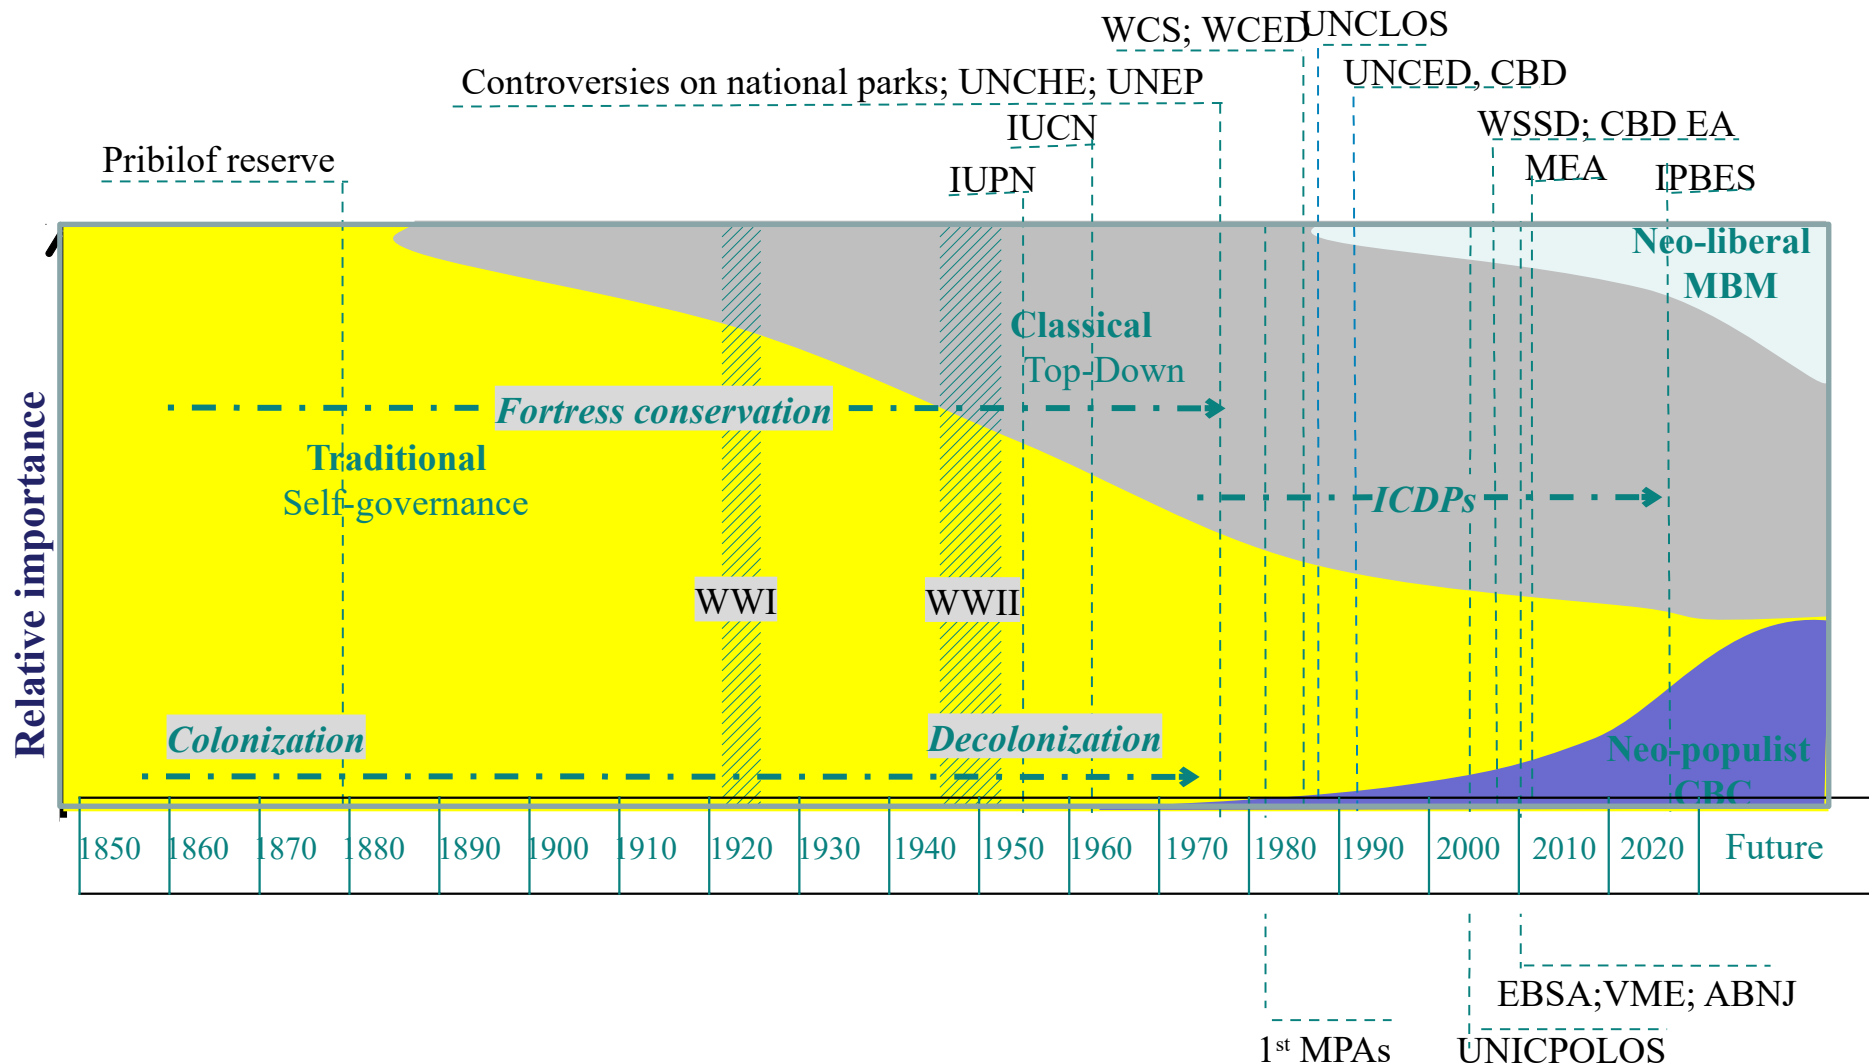 WCS; WCED
UNCLOS
Controversies on national parks; UNCHE; UNEP
UNCED, CBD
IUCN
WSSD; CBD EA
Pribilof reserve
IUPN
MEA
IPBES
Neo-liberal
MBM
Classical
Top-Down
Fortress conservation
Traditional
Self-governance
ICDPs
Relative importance
WWI
WWII
Colonization
Decolonization
Neo-populist
CBC
1850 1860 1870 1880 1890 1900 1910 1920 1930 1940 1950 1960 1970 1980 1990 2000 2010 2020 Future
EBSA;VME; ABNJ
1st MPAs
UNICPOLOS